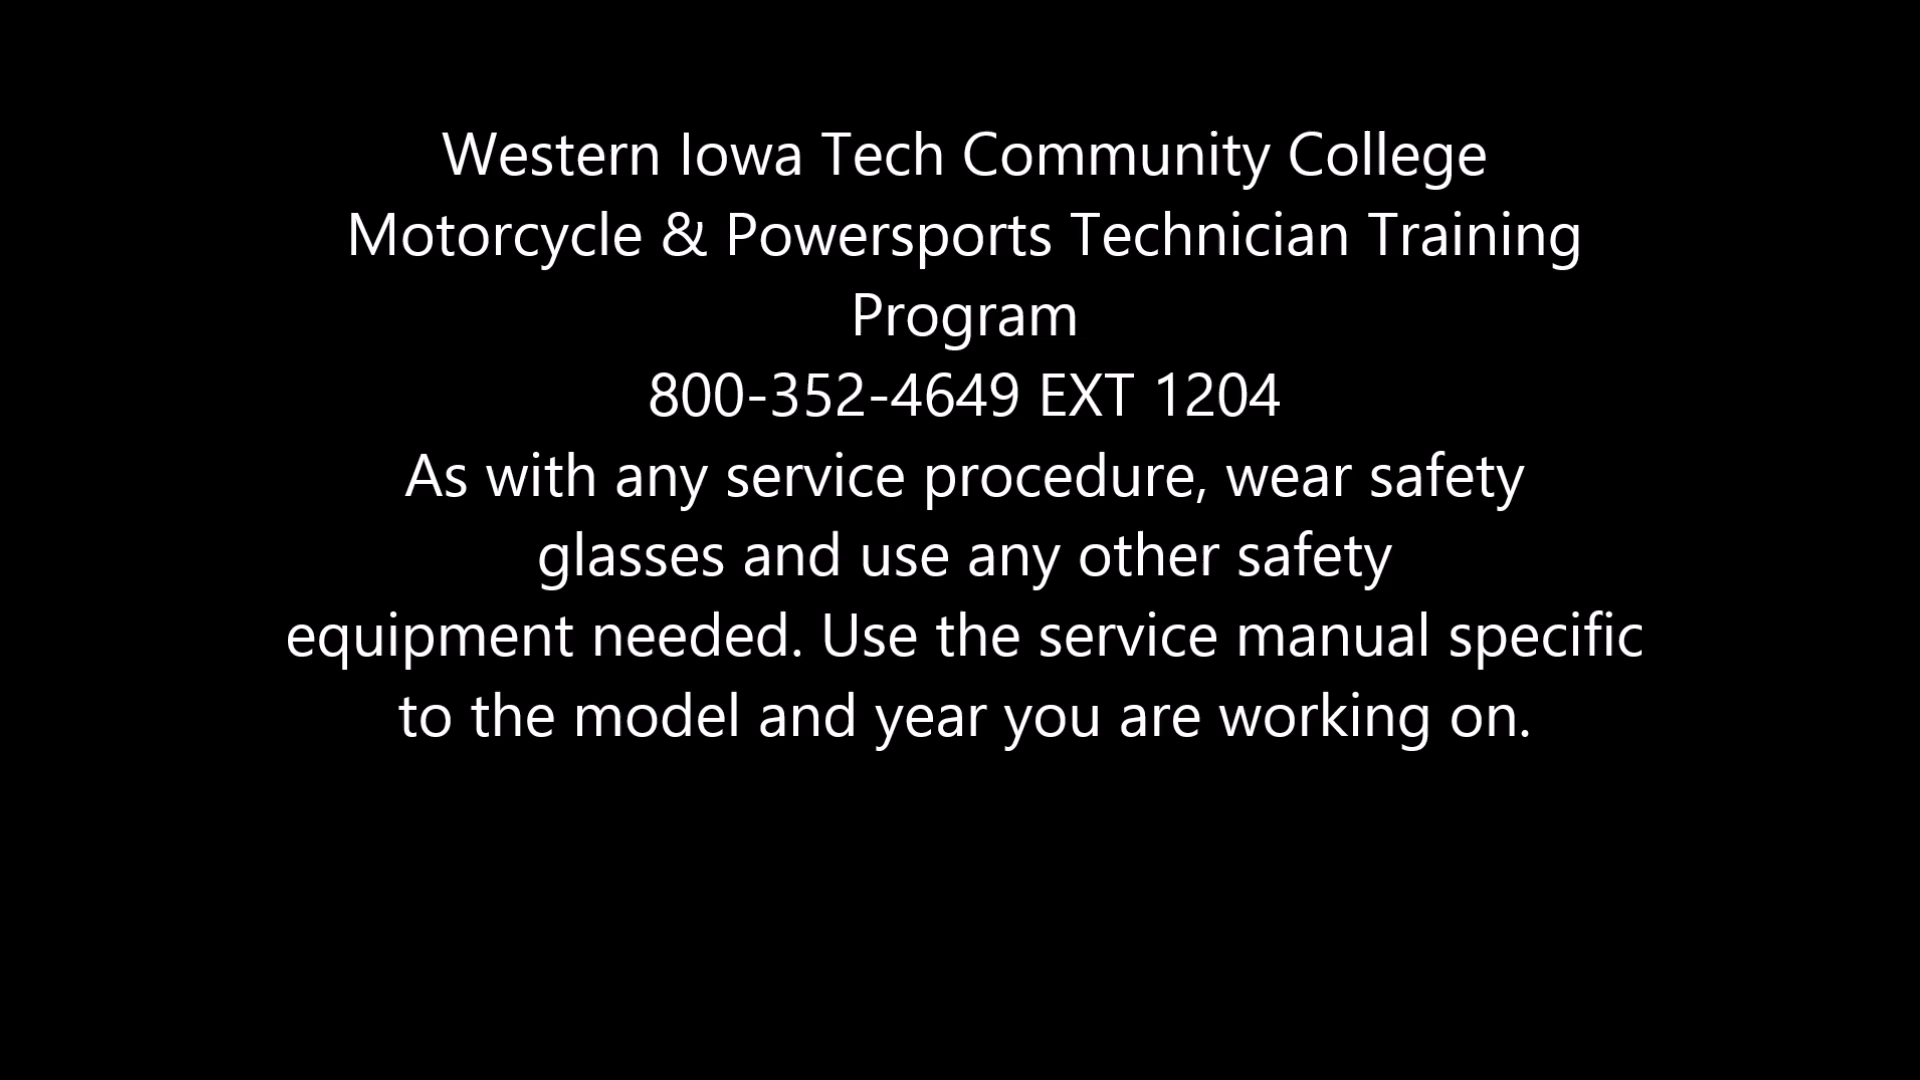 Western Iowa Tech Community College
Motorcycle & Powersports Technician Training
Program
800-352-4649 EXT 1204
As with any service procedure, wear safety
glasses and use any other safety
equipment needed. Use the service manual specific
to the model and year you are working on.